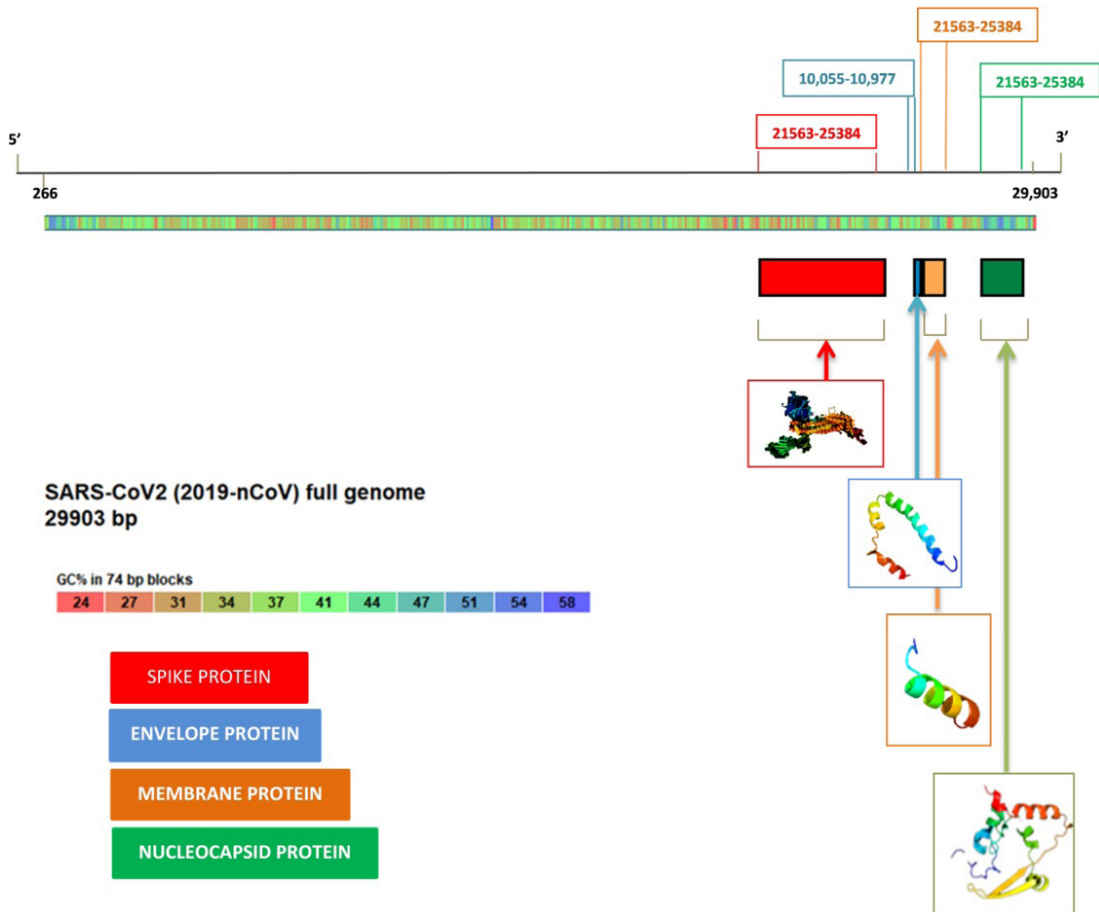 21563-25384
10,055-10,977
21563-25384
21563-25384
5’
3’
266
29,903
SARS-CoV2 (2019-nCoV) full genome
29903 bp
GC% in 74 bp blocks
24 27 31 34 37 41 44 47 51 54 58
SPIKE PROTEIN
ENVELOPE PROTEIN
MEMBRANE PROTEIN
NUCLEOCAPSID PROTEIN